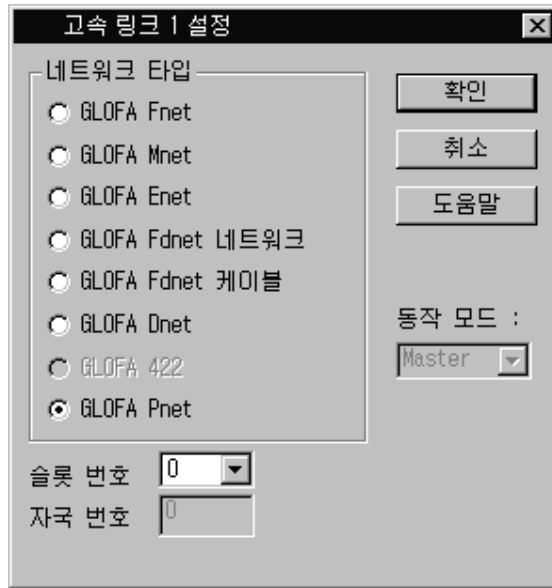 고속 링크 1 설정
네트워크 타입
GLOFA Fnet
GLOFA Mnet
GLOFA Enet
GLOFA Fdnet 네트워크
GLOFA Fdnet 케이블
GLOFA Dnet
GLOFA 422
GLOFA Pnet
확인
취소
도움말
동작 모드 :
Master
슬롯 번호 0
자국 번호 0